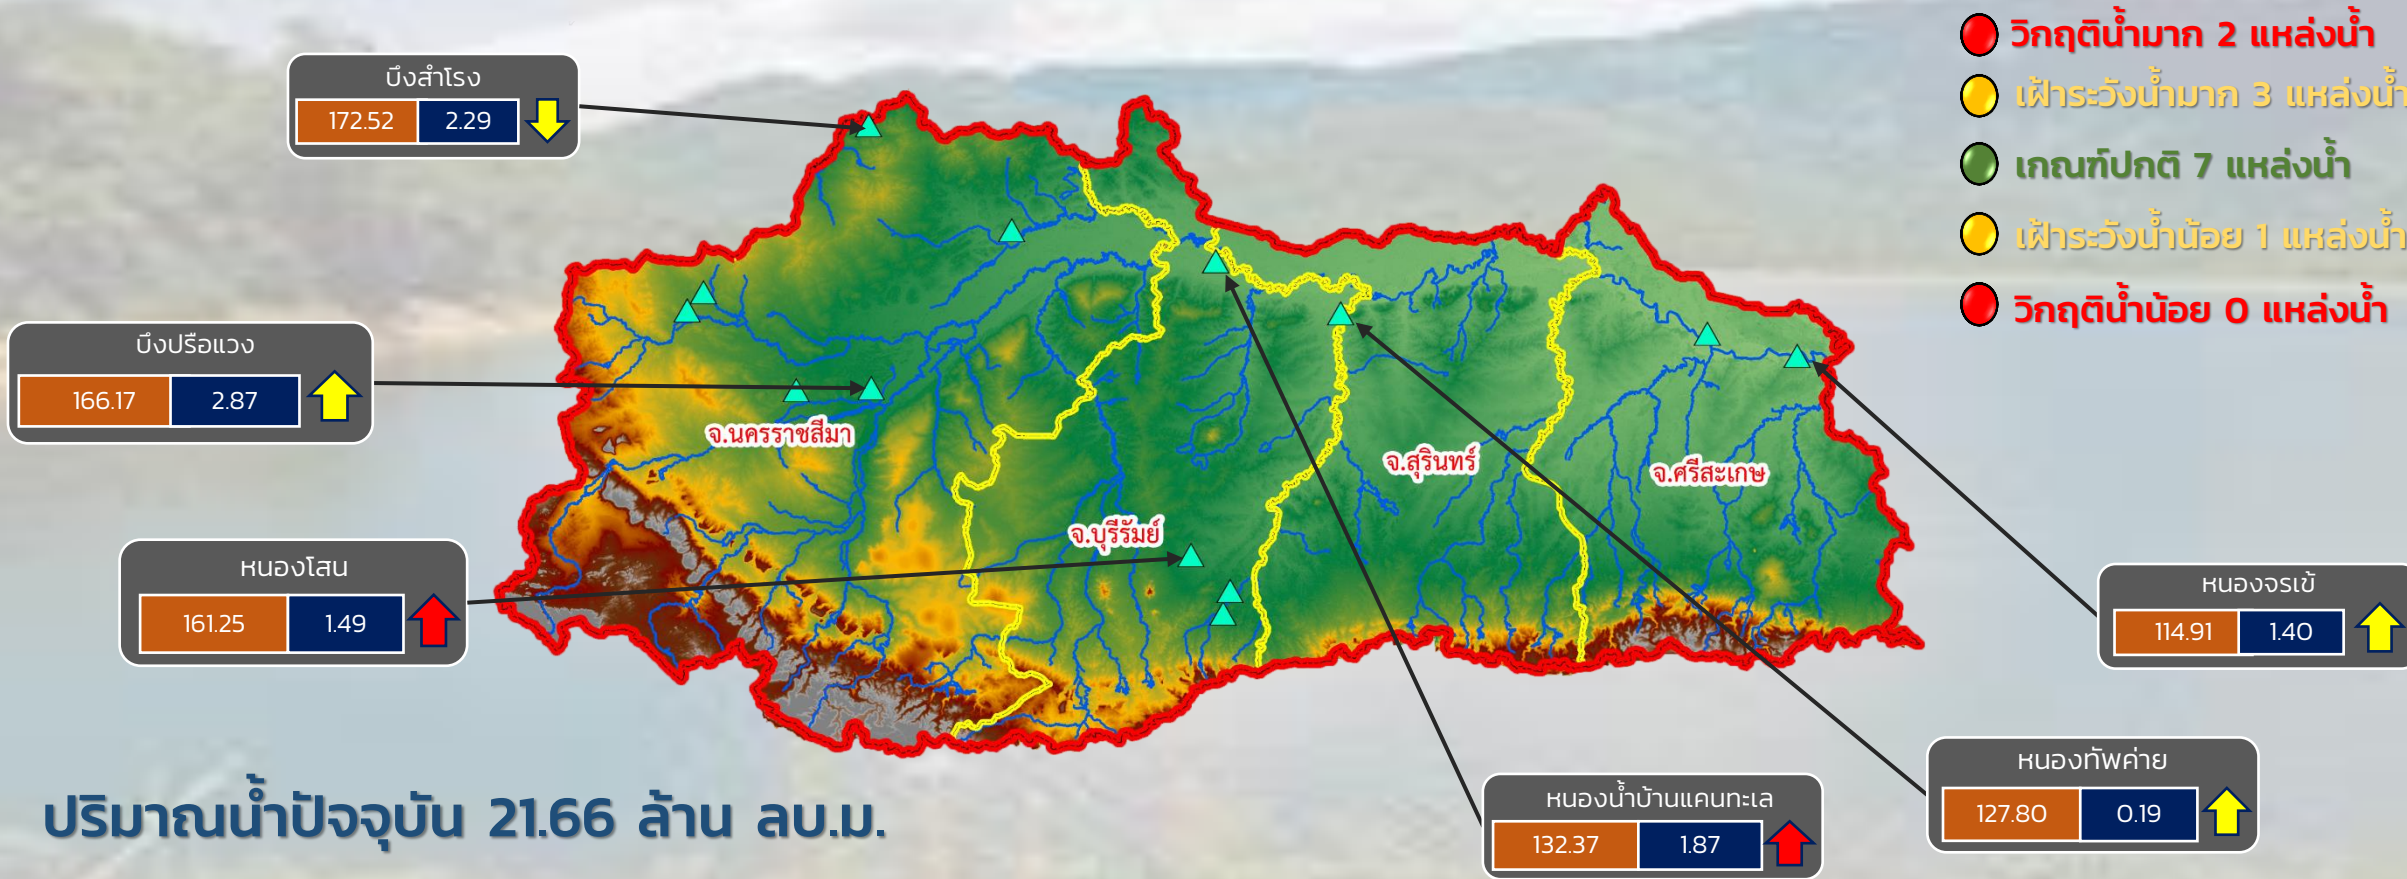 วิกฤติน้ำมาก 2 แหล่งน้ำ
เฝ้าระวังน้ำมาก 3 แหล่งน้ำ
เกณฑ์ปกติ 7 แหล่งน้ำ
เฝ้าระวังน้ำน้อย 1 แหล่งน้ำ
วิกฤติน้ำน้อย 0 แหล่งน้ำ
บึงสำโรง
172.52 2.29
บึงปรือแวง
166.17 2.87
หนองโสน
161.25 1.49
จ.นครราชสีมา
จ.บุรีรัมย์
จ.สุรินทร์
จ.ศรีสะเกษ
หนองจรเข้
114.91 1.40
หนองทัพค่าย
127.80 0.19
หนองน้ำบ้านแคนทะเล
132.37 1.87
ปริมาณน้ำปัจจุบัน 21.66 ล้าน ลบ.ม.